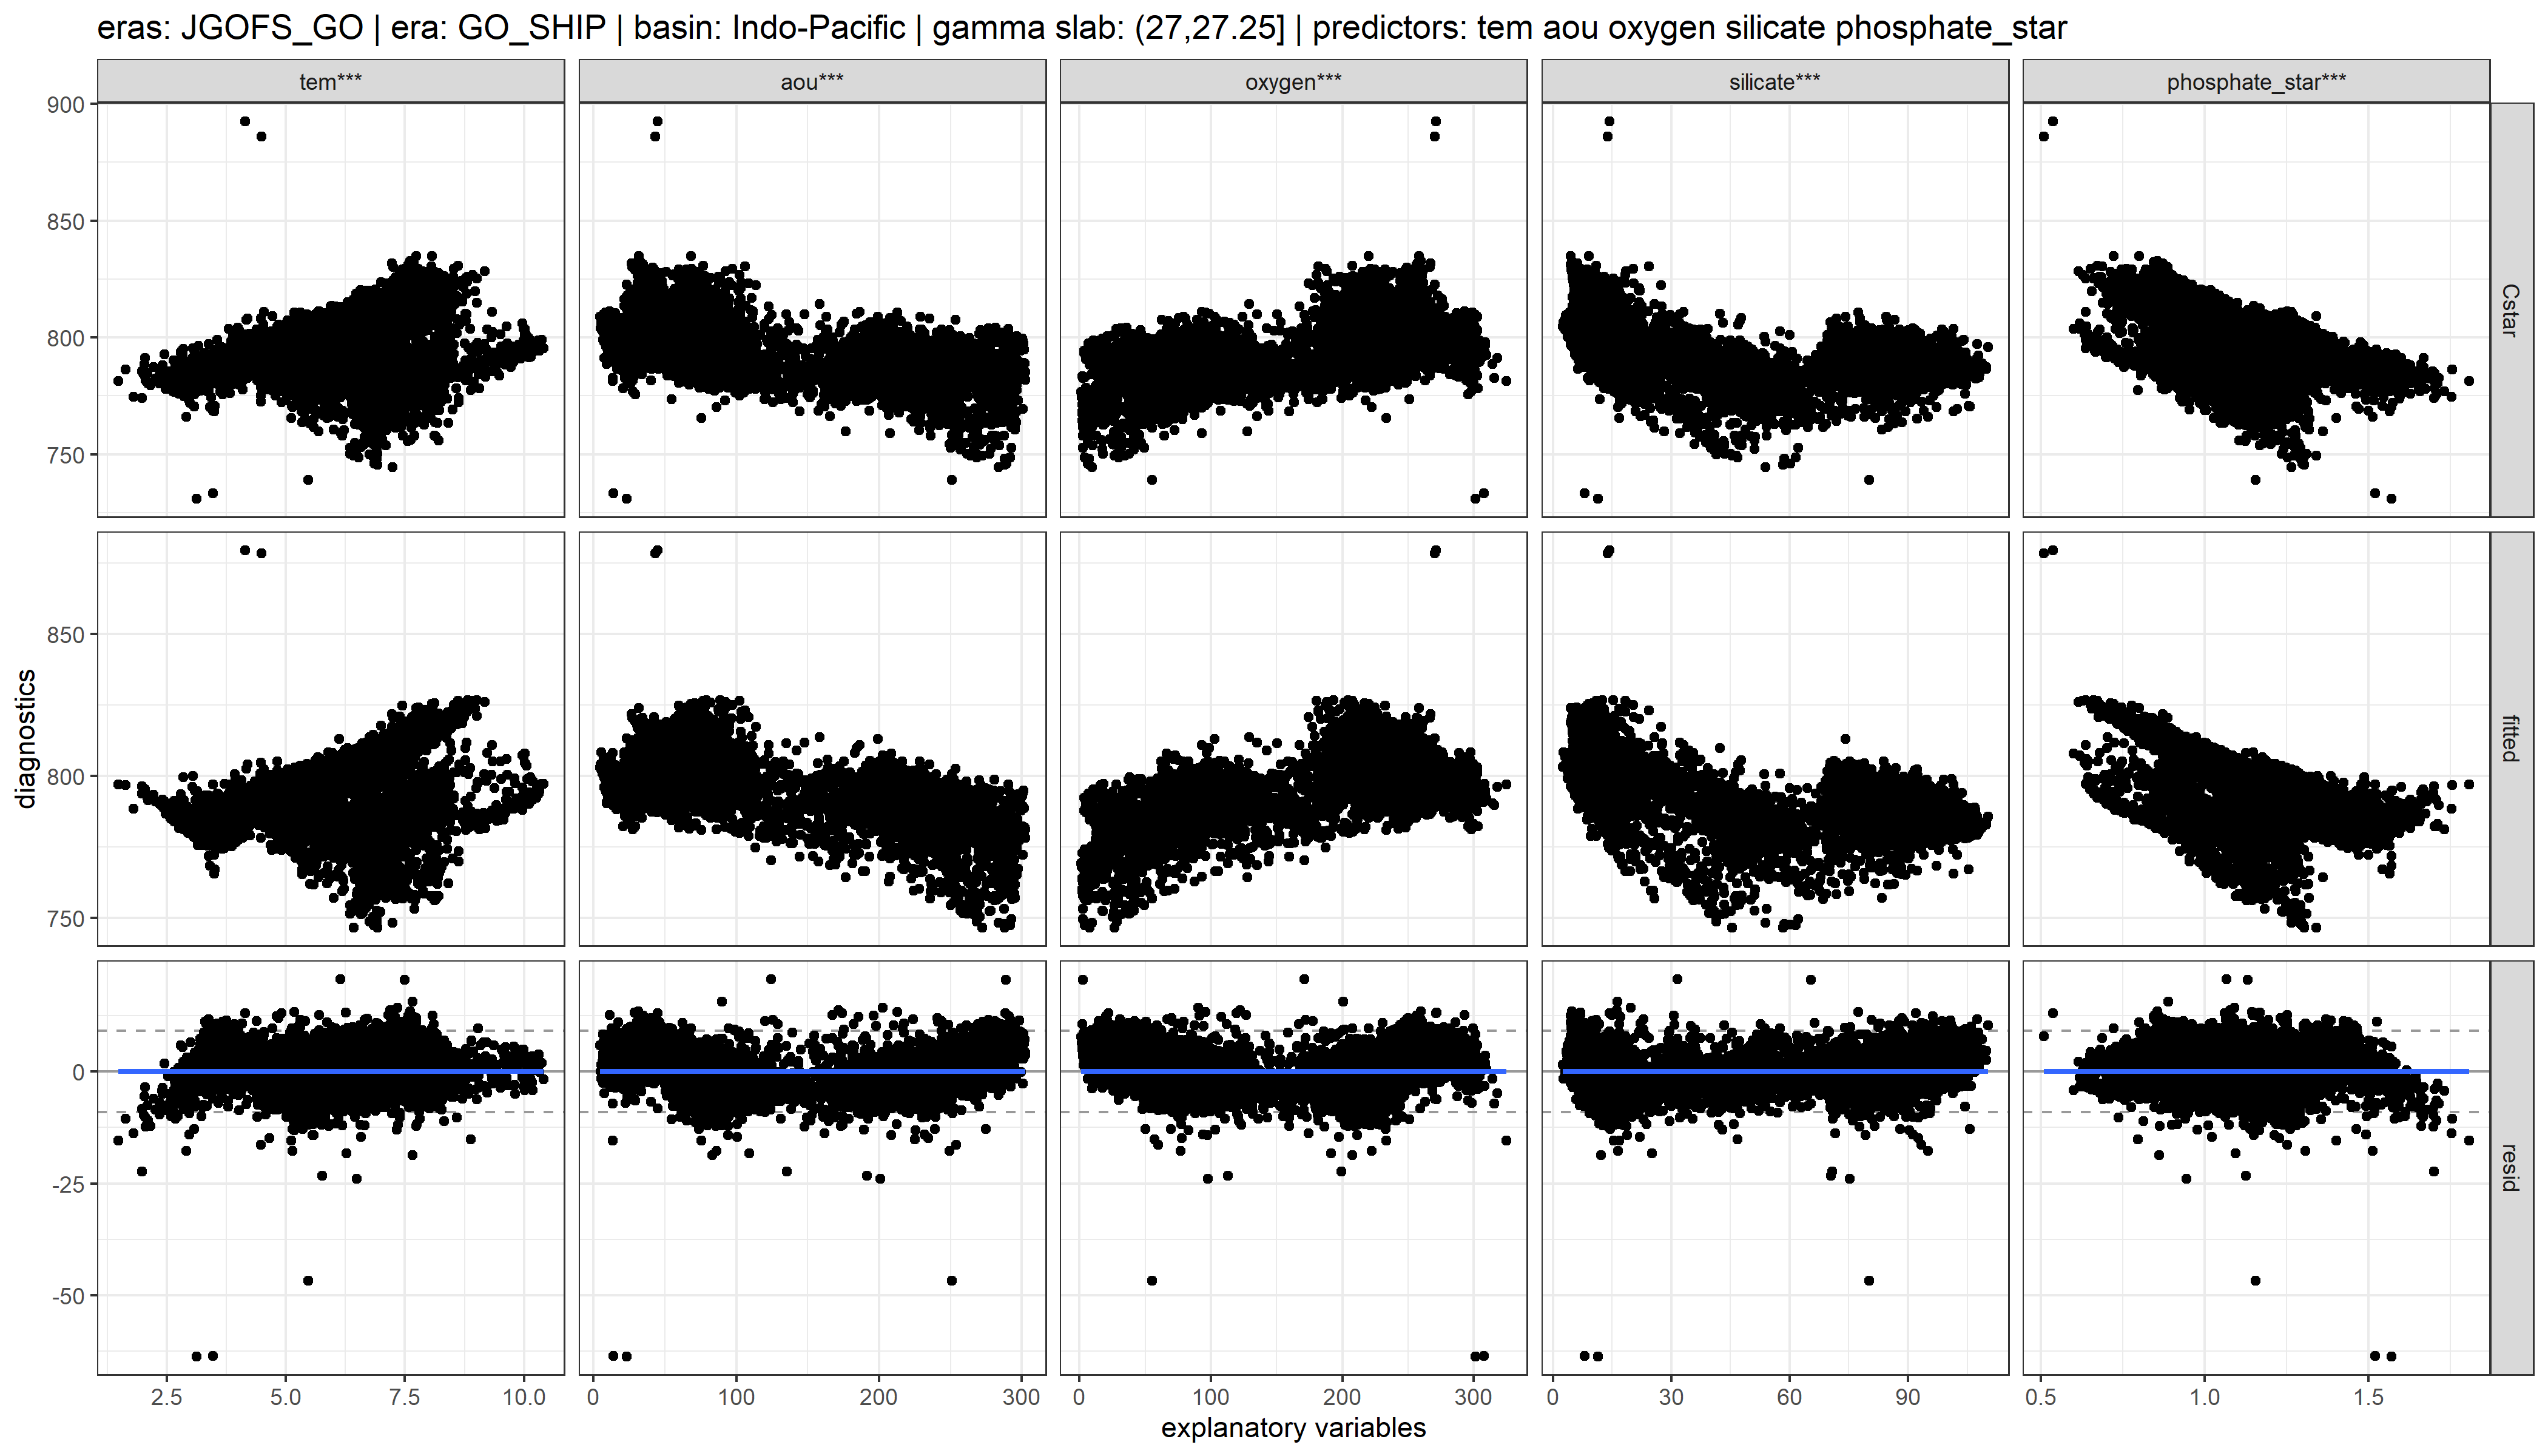 eras: JGOFS_GO | era: GO_SHIP | basin: Indo-Pacific | gamma slab: (27,27.25] | predictors: tem aou oxygen silicate phosphate_star
tem*** aou*** oxygen*** silicate*** phosphate_star***
900
850
800
750
Cstar
850
800
750
fitted
0
-25
-50
resid
diagnostics
2.5 5.0 7.5 10.0 0 100 200 300 0 100 200 300 0 30 60 90 0.5 1.0 1.5
explanatory variables